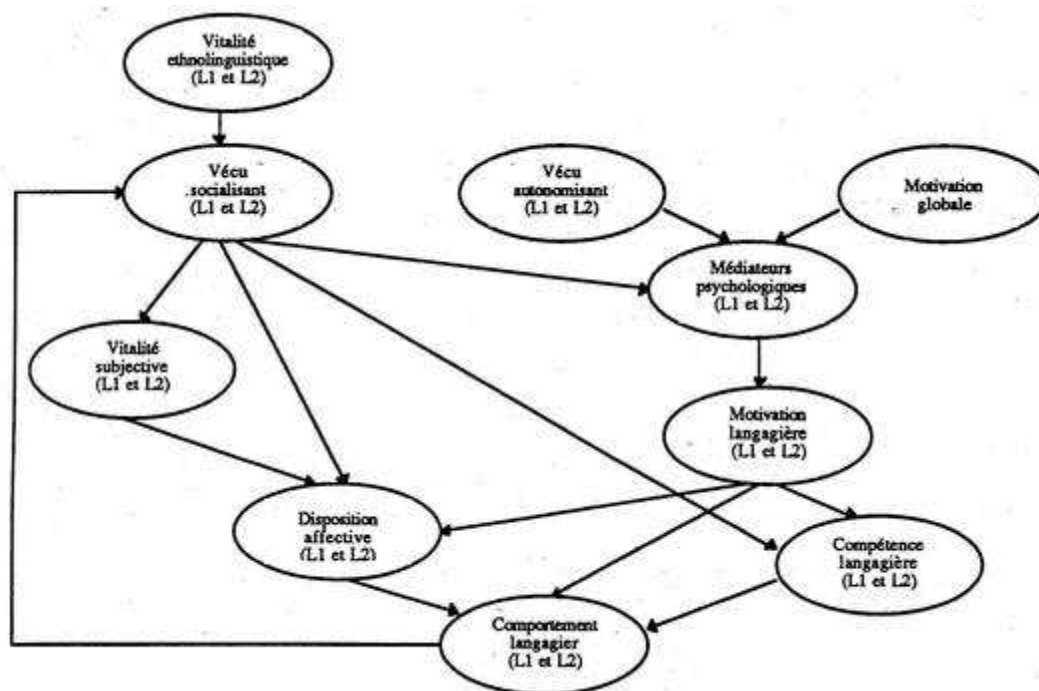 Vitalité
ethnolinguistique
(L1 et L2)
Vécu
.socialisant
(L1 et L2)
Vécu
autonomisant
(L1 et L2)
Motivation
globale
Médiateurs
psychologiques
(L1 et L2)
Vitalité
subjective
(L1 et L2)
Motivation
langagière
(L1 et L2)
Disposition
affective
(L1 et L2)
Compétence
langagière
(L1 et L2)
Comportement
langagier
(L1 et L2)